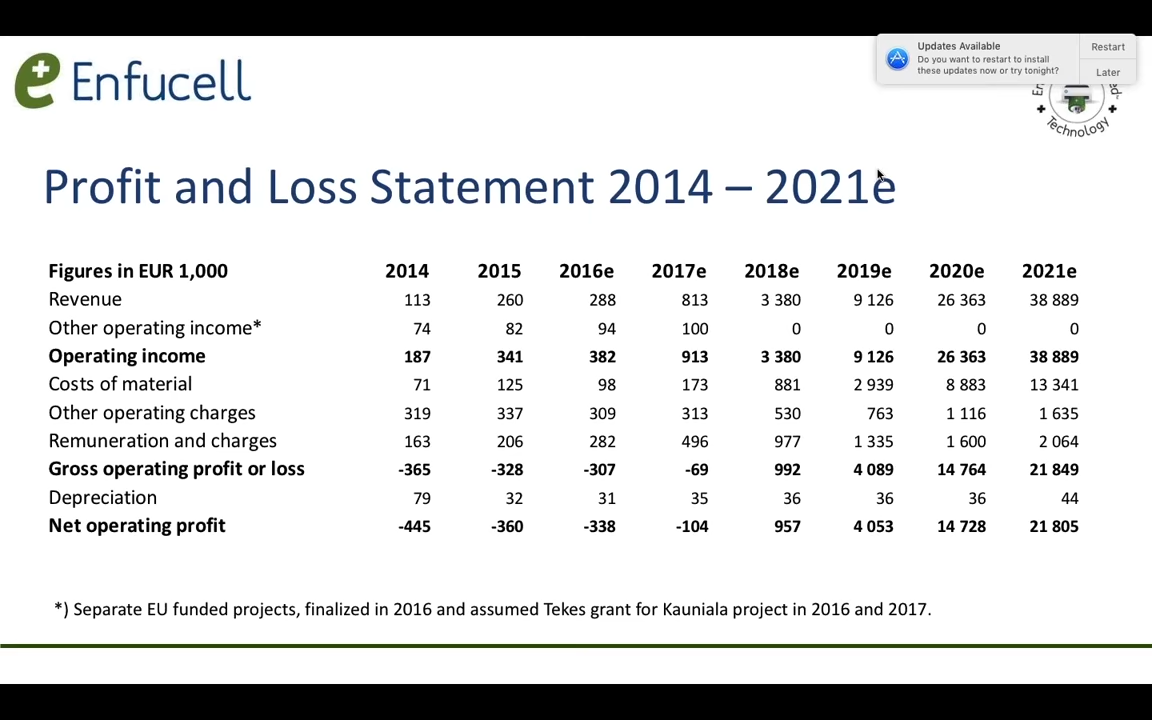 Enfucell
Updates Available
Do you want to restart to install
these updates now or try tonight?
Restart
Later
Technology
Profit and Loss Statement 2014 – 2021e
Figures in EUR 1,000 2014 2015 2016e 2017e 2018e 2019e 2020e 2021e
Revenue 113 260 288 813 3 380 9 126 26 363 38 889
Other operating income* 74 82 94 100 0 0 0 0
Operating income 187 341 382 913 3 380 9 126 26 363 38 889
Costs of material 71 125 98 173 881 2 939 8 883 13 341
Other operating charges 319 337 309 313 530 763 1 116 1 635
Remuneration and charges 163 206 282 496 977 1 335 1 600 2 064
Gross operating profit or loss -365 -328 -307 -69 992 4 089 14 764 21 849
Depreciation 79 32 31 35 36 36 36 44
Net operating profit -445 -360 -338 -104 957 4 053 14 728 21 805
*) Separate EU funded projects, finalized in 2016 and assumed Tekes grant for Kauniala project in 2016 and 2017.